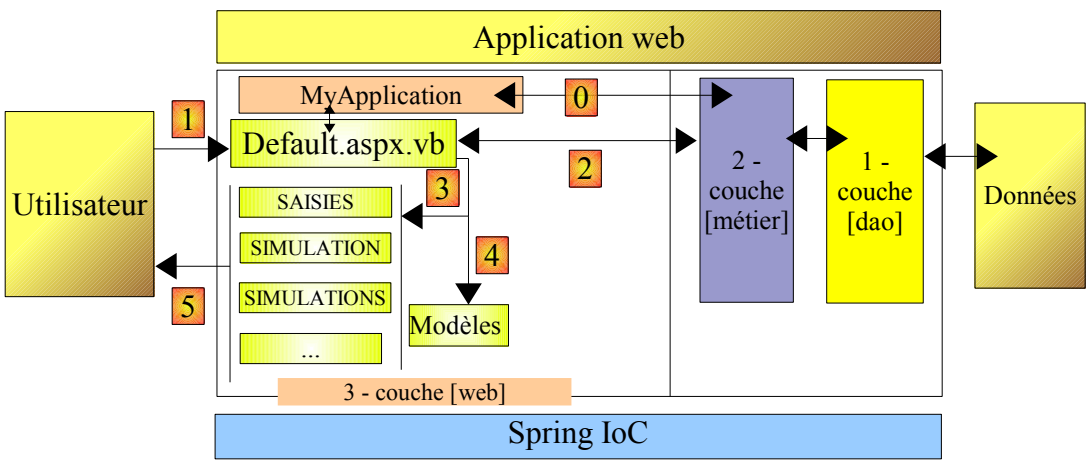 Application web
MyApplication
0
1
Default.aspx.vb
2
Utilisateur
SAISIES
3
SIMULATION
4
SIMULATIONS
5
Modèles
...
2 -
couche
[métier]
1 -
couche
[dao]
Données
3 - couche [web]
Spring IoC